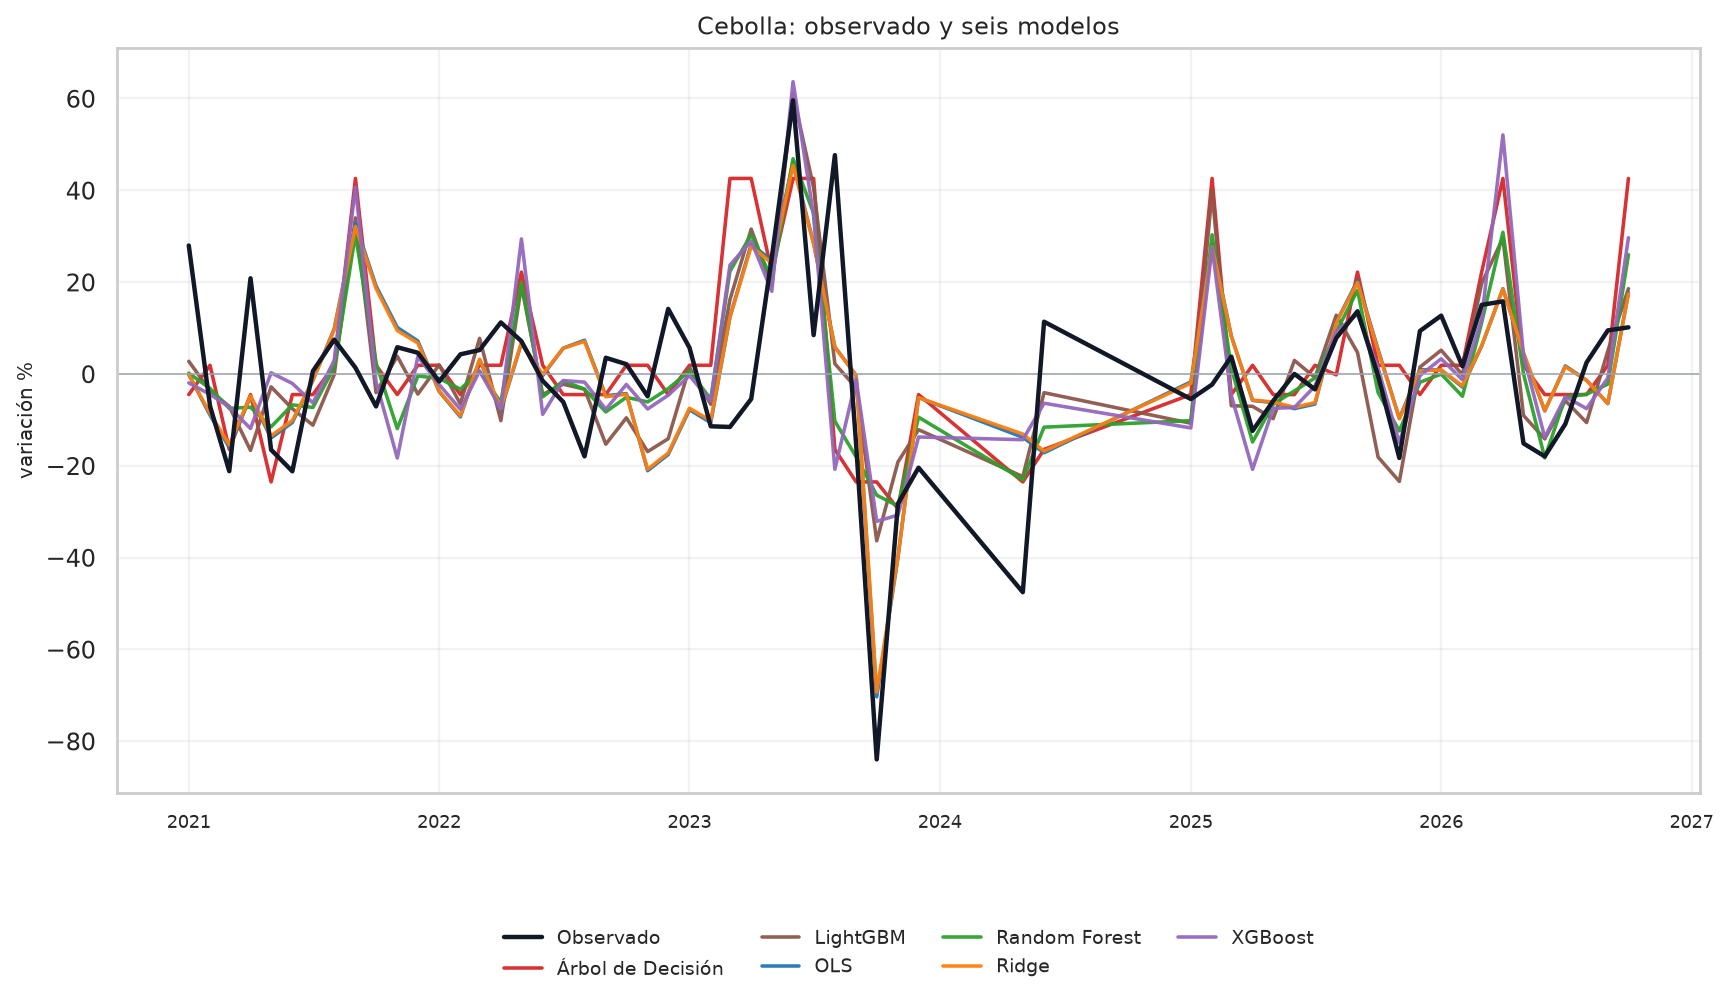 Cebolla: observado y seis modelos
variación %
60
40
20
0
−20
−40
−60
−80
2021 2022 2023 2024 2025 2026 2027
Observado LightGBM Random Forest XGBoost
Árbol de Decisión OLS Ridge